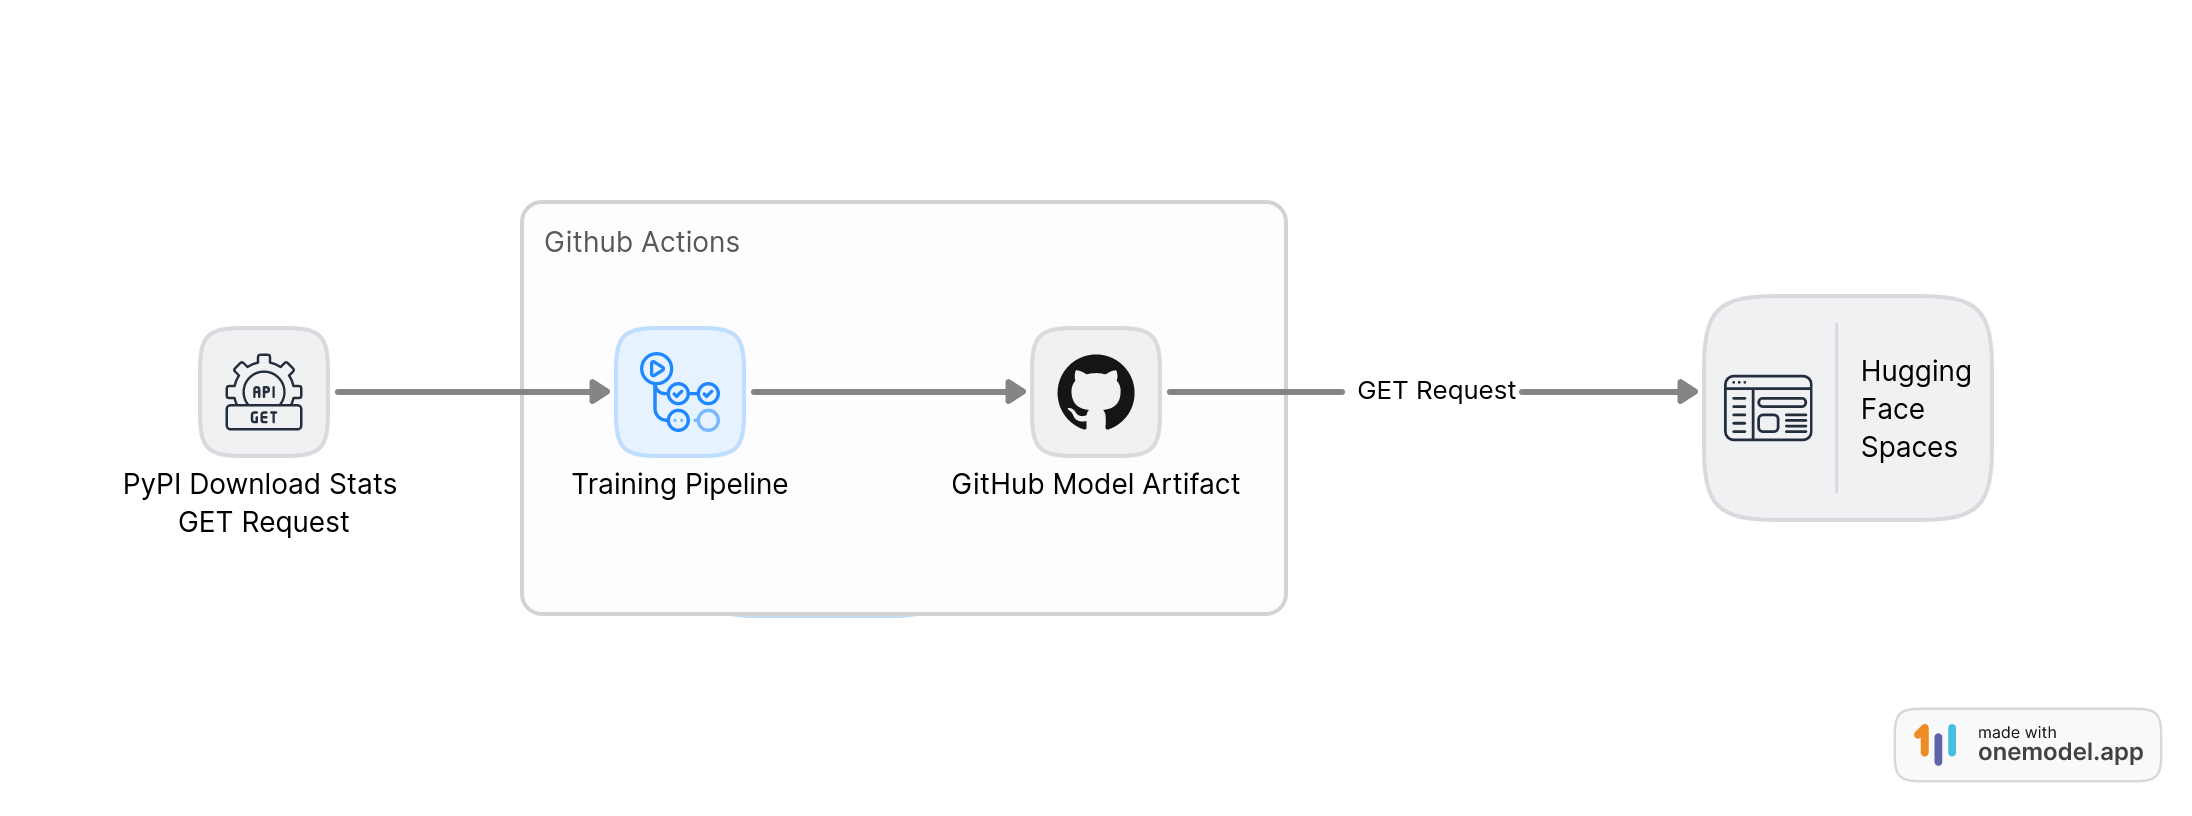 Github Actions
API
GET
PyPI Download Stats
GET Request
Training Pipeline
GitHub Model Artifact
GET Request
Hugging
Face
Spaces
made with
onemodel.app